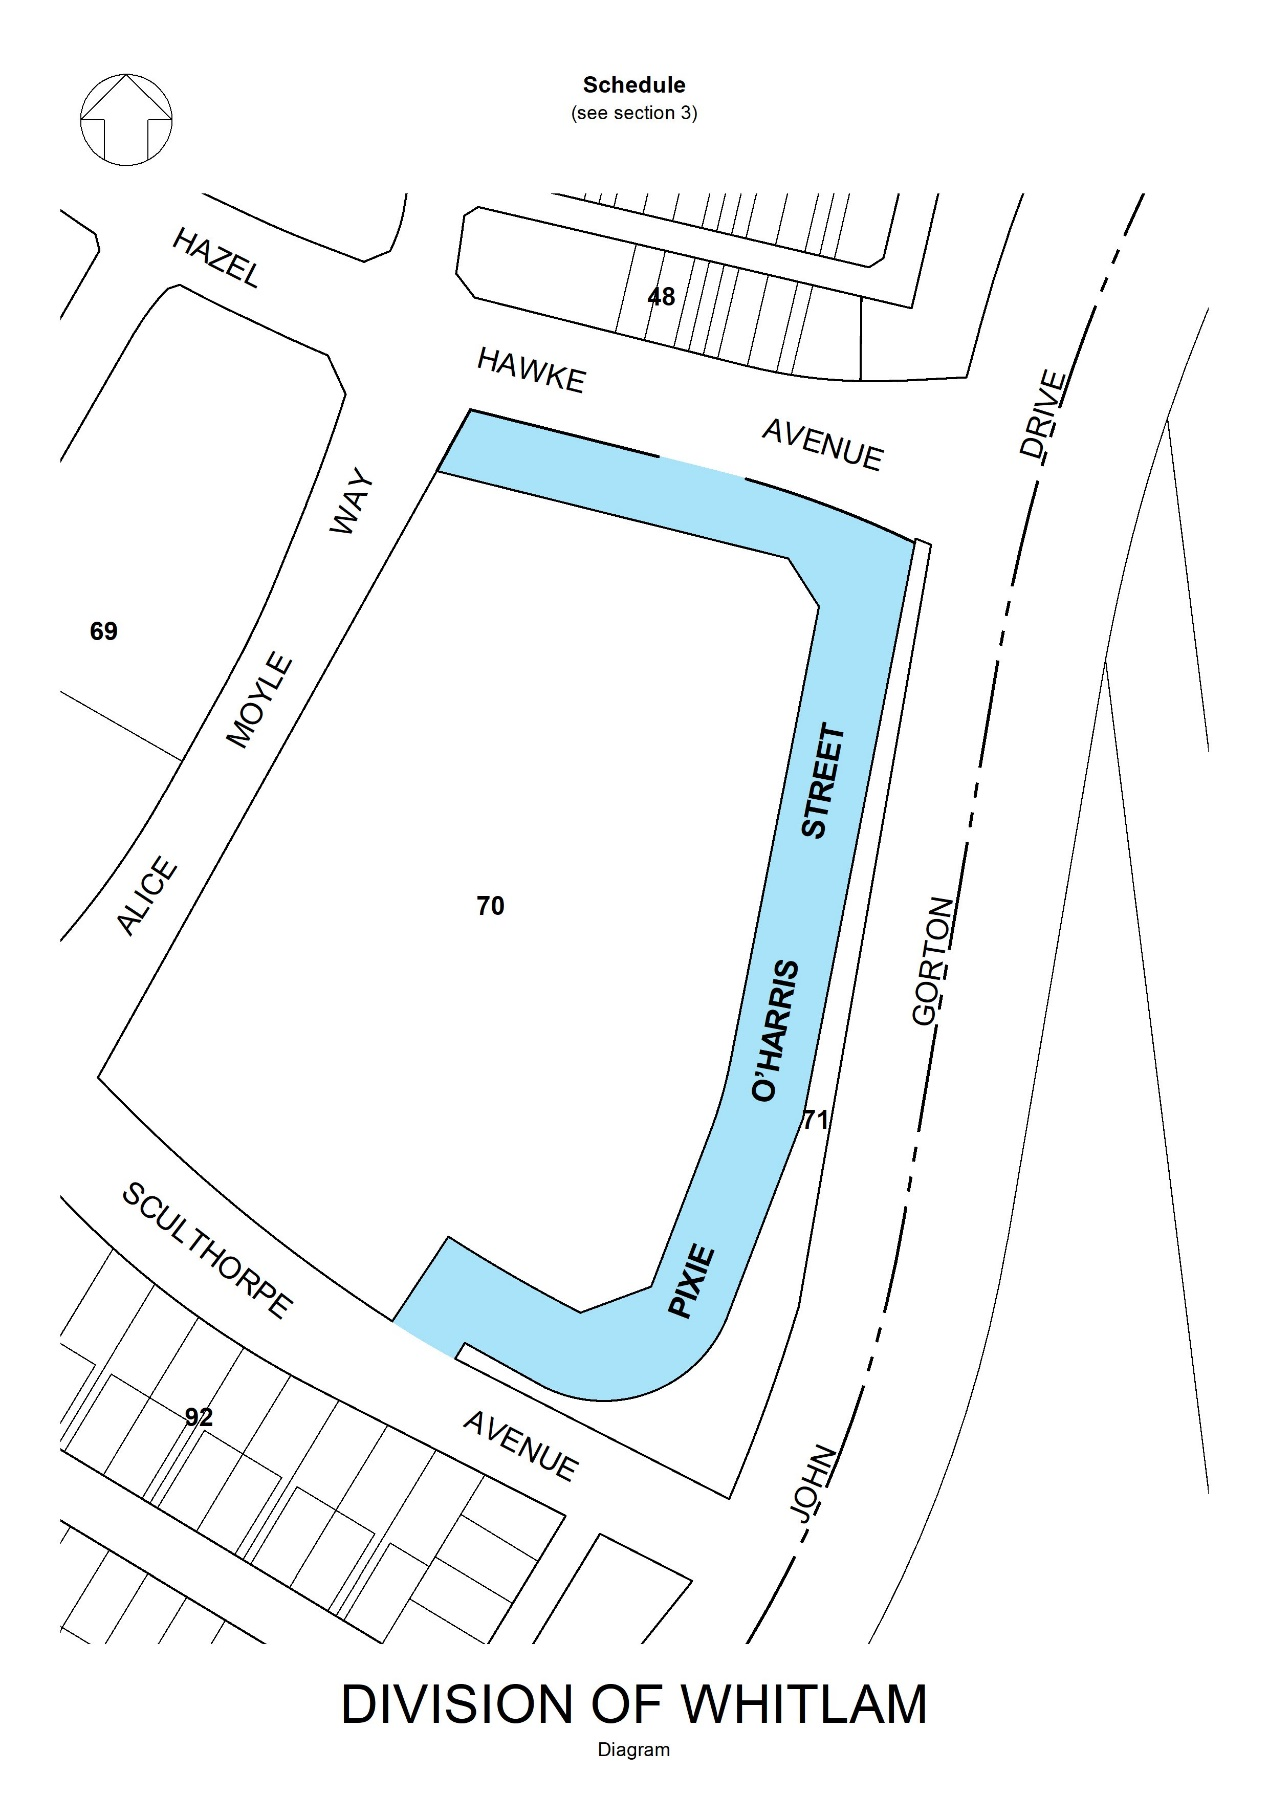 Schedule
(see section 3)
HAZEL
48
HAWKE
AVENUE
DRIVE
WAY
69
MOYLE
STREET
ALICE
70
GORTON
O'HARRIS
71
SCULTHORPE
PIXIE
92
AVENUE
JOHN
DIVISION OF WHITLAM
Diagram